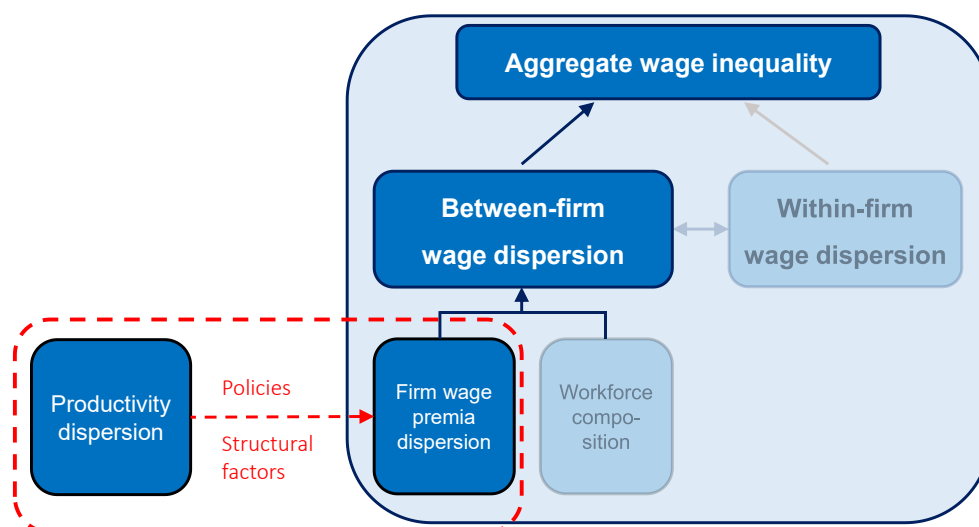 Aggregate wage inequality
Between-firm
wage dispersion
Within-firm
wage dispersion
Productivity
dispersion
Policies
Structural
factors
Firm wage
premia
dispersion
Workforce
compo-
sition